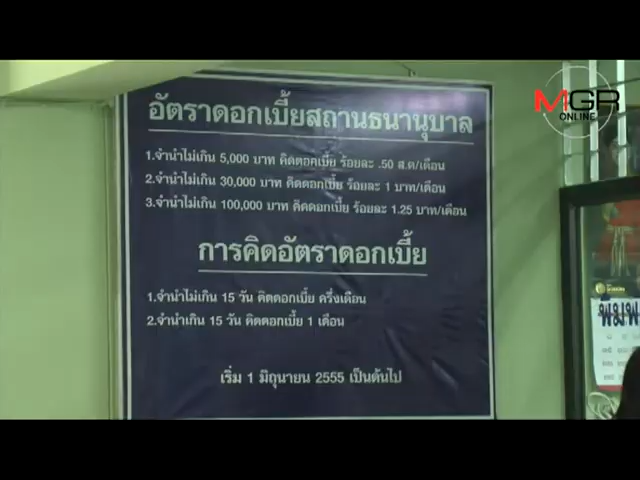 MGR
ONLINE
อัตราดอกเบี้ยสถานธนานุบาล
1.จำนำไม่เกิน 5,000 บาท คิดดอกเบี้ย ร้อยละ .50 ส.ต/เดือน
2.จำนำไม่เกิน 30,000 บาท คิดดอกเบี้ย ร้อยละ 1 บาท/เดือน
3.จำนำไม่เกิน 100,000 บาท คิดดอกเบี้ย ร้อยละ 1.25 บาท/เดือน
การคิดอัตราดอกเบี้ย
1.จำนำไม่เกิน 15 วัน คิดดอกเบี้ย ครึ่งเดือน
2.จำนำเกิน 15 วัน คิดดอกเบี้ย 1 เดือน
เริ่ม 1 มิถุนายน 2555 เป็นต้นไป